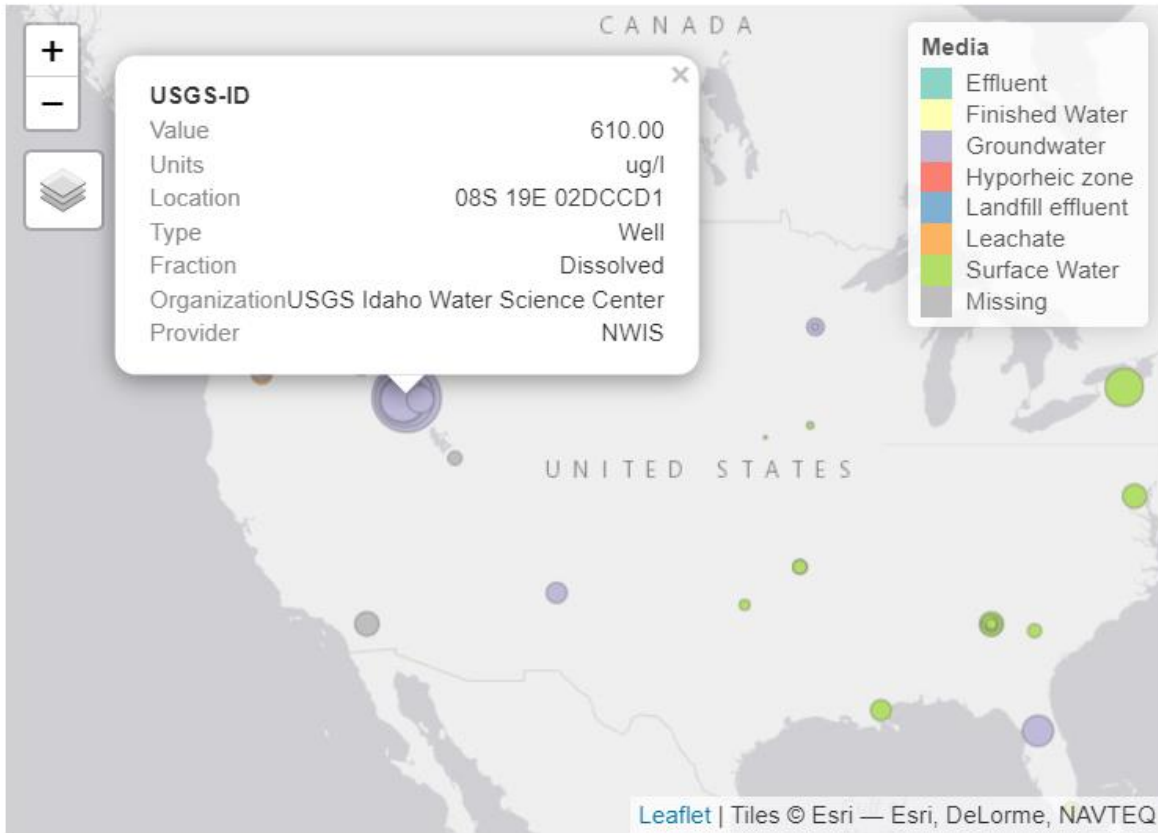 CANADA
+
−
USGS-ID
Value 610.00
Units ug/l
Location 08S 19E 02DCCD1
Type Well
Fraction Dissolved
OrganizationUSGS Idaho Water Science Center
Provider NWIS
×
Media
Effluent
Finished Water
Groundwater
Hyporheic zone
Landfill effluent
Leachate
Surface Water
Missing
UNITED STATES
Leaflet | Tiles © Esri — Esri, DeLorme, NAVTEQ